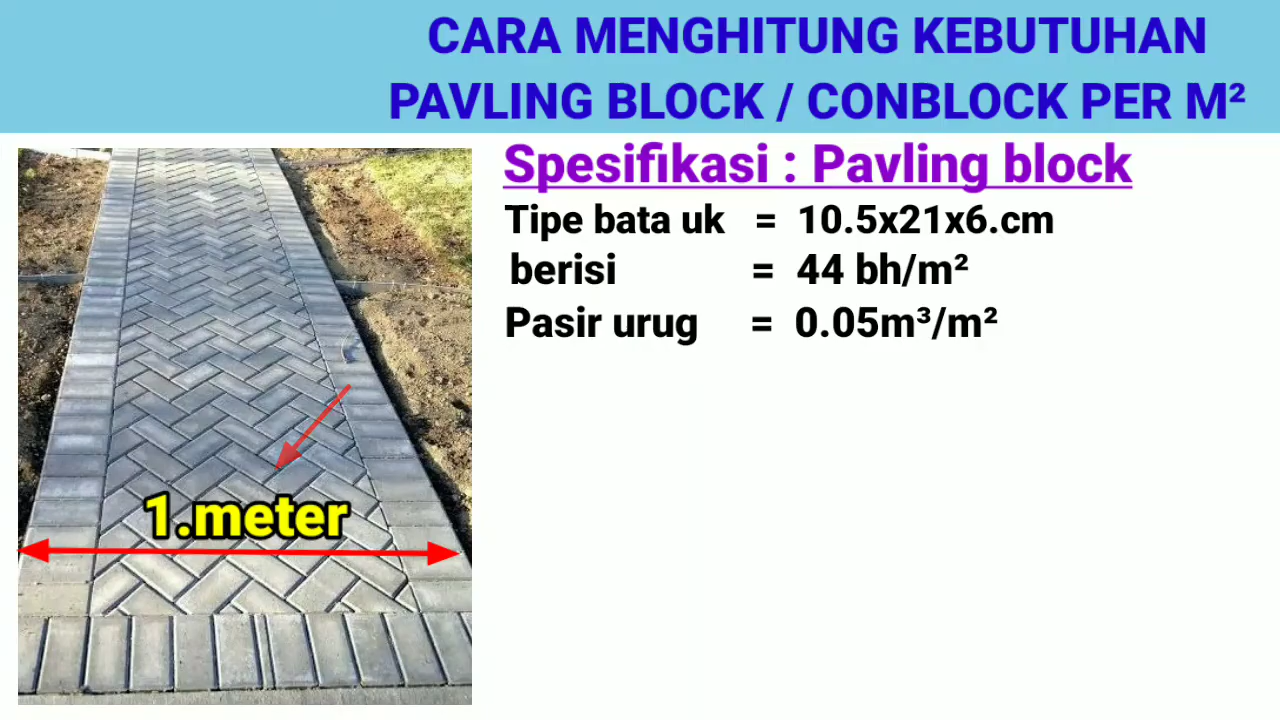 CARA MENGHITUNG KEBUTUHAN
PAVLING BLOCK / CONBLOCK PER M²
Spesifikasi : Pavling block
Tipe bata uk = 10.5x21x6.cm
berisi = 44 bh/m²
Pasir urug = 0.05m³/m²
1.meter